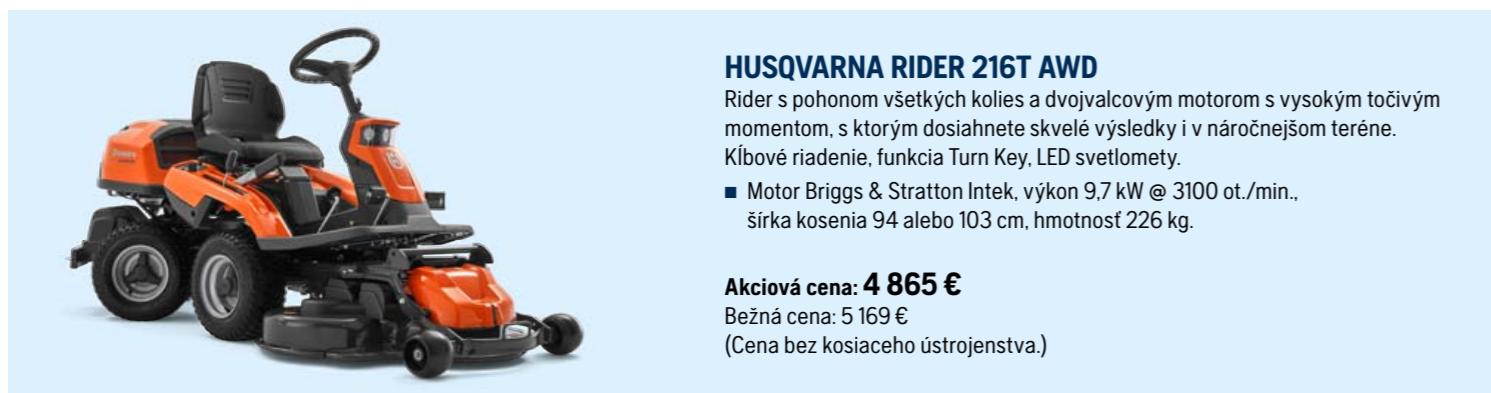 HUSQVARNA RIDER 216T AWD
Rider s pohonom všetkých kolies a dvojvalcovým motorom s vysokým točivým
momentom, s ktorým dosiahnete skvelé výsledky i v náročnejšom teréne.
Kĺbové riadenie, funkcia Turn Key, LED svetlomety.
■ Motor Briggs & Stratton Intek, výkon 9,7 kW @ 3100 ot./min.,
šírka kosenia 94 alebo 103 cm, hmotnosť 226 kg.
Akciová cena: 4 865 €
Bežná cena: 5 169 €
(Cena bez kosiaceho ústrojenstva.)